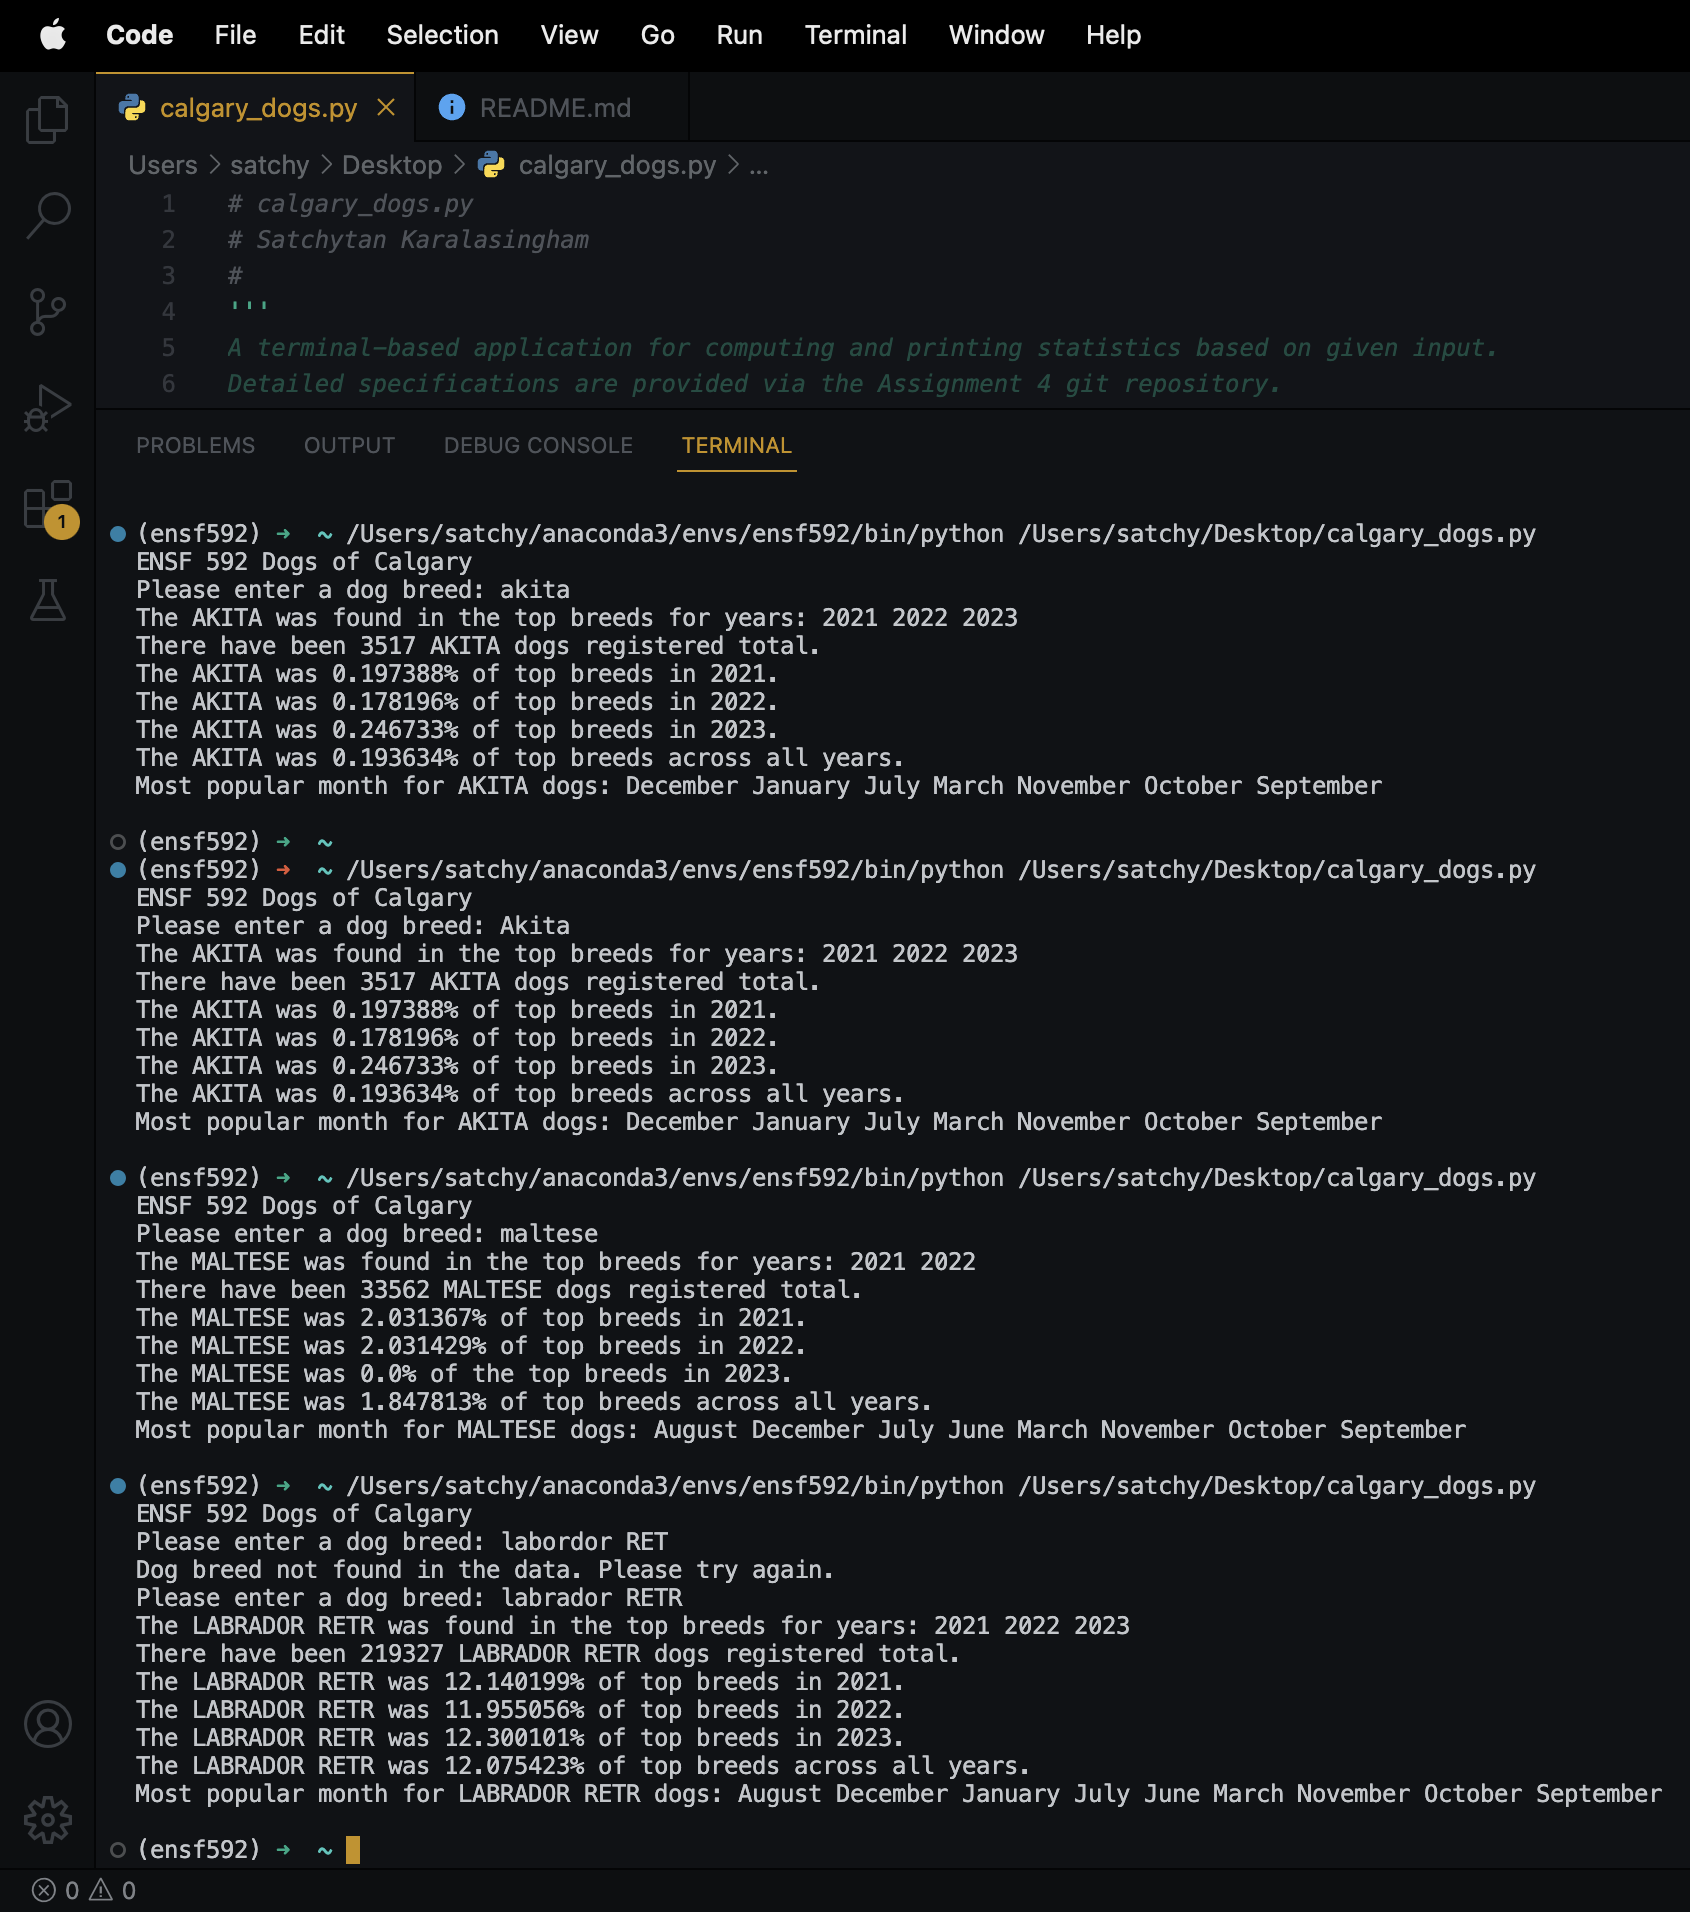 Code File Edit Selection View Go Run Terminal Window Help
calgary_dogs.py README.md
Users > satchy > Desktop > calgary_dogs.py > ...
1 # calgary_dogs.py
2 # Satchytan Karalasingham
3 #
4 '''
5 A terminal-based application for computing and printing statistics based on given input.
6 Detailed specifications are provided via the Assignment 4 git repository.
PROBLEMS OUTPUT DEBUG CONSOLE TERMINAL
(ensf592) ➜ ~ /Users/satchy/anaconda3/envs/ensf592/bin/python /Users/satchy/Desktop/calgary_dogs.py
ENSF 592 Dogs of Calgary
Please enter a dog breed: akita
The AKITA was found in the top breeds for years: 2021 2022 2023
There have been 3517 AKITA dogs registered total.
The AKITA was 0.197388% of top breeds in 2021.
The AKITA was 0.178196% of top breeds in 2022.
The AKITA was 0.246733% of top breeds in 2023.
The AKITA was 0.193634% of top breeds across all years.
Most popular month for AKITA dogs: December January July March November October September
(ensf592) ➜ ~
(ensf592) ➜ ~ /Users/satchy/anaconda3/envs/ensf592/bin/python /Users/satchy/Desktop/calgary_dogs.py
ENSF 592 Dogs of Calgary
Please enter a dog breed: Akita
The AKITA was found in the top breeds for years: 2021 2022 2023
There have been 3517 AKITA dogs registered total.
The AKITA was 0.197388% of top breeds in 2021.
The AKITA was 0.178196% of top breeds in 2022.
The AKITA was 0.246733% of top breeds in 2023.
The AKITA was 0.193634% of top breeds across all years.
Most popular month for AKITA dogs: December January July March November October September
(ensf592) ➜ ~ /Users/satchy/anaconda3/envs/ensf592/bin/python /Users/satchy/Desktop/calgary_dogs.py
ENSF 592 Dogs of Calgary
Please enter a dog breed: maltese
The MALTESE was found in the top breeds for years: 2021 2022
There have been 33562 MALTESE dogs registered total.
The MALTESE was 2.031367% of top breeds in 2021.
The MALTESE was 2.031429% of top breeds in 2022.
The MALTESE was 0.0% of the top breeds in 2023.
The MALTESE was 1.847813% of top breeds across all years.
Most popular month for MALTESE dogs: August December July June March November October September
(ensf592) ➜ ~ /Users/satchy/anaconda3/envs/ensf592/bin/python /Users/satchy/Desktop/calgary_dogs.py
ENSF 592 Dogs of Calgary
Please enter a dog breed: labordor RET
Dog breed not found in the data. Please try again.
Please enter a dog breed: labrador RETR
The LABRADOR RETR was found in the top breeds for years: 2021 2022 2023
There have been 219327 LABRADOR RETR dogs registered total.
The LABRADOR RETR was 12.140199% of top breeds in 2021.
The LABRADOR RETR was 11.955056% of top breeds in 2022.
The LABRADOR RETR was 12.300101% of top breeds in 2023.
The LABRADOR RETR was 12.075423% of top breeds across all years.
Most popular month for LABRADOR RETR dogs: August December January July June March November October September
(ensf592) ➜ ~
1
0 0